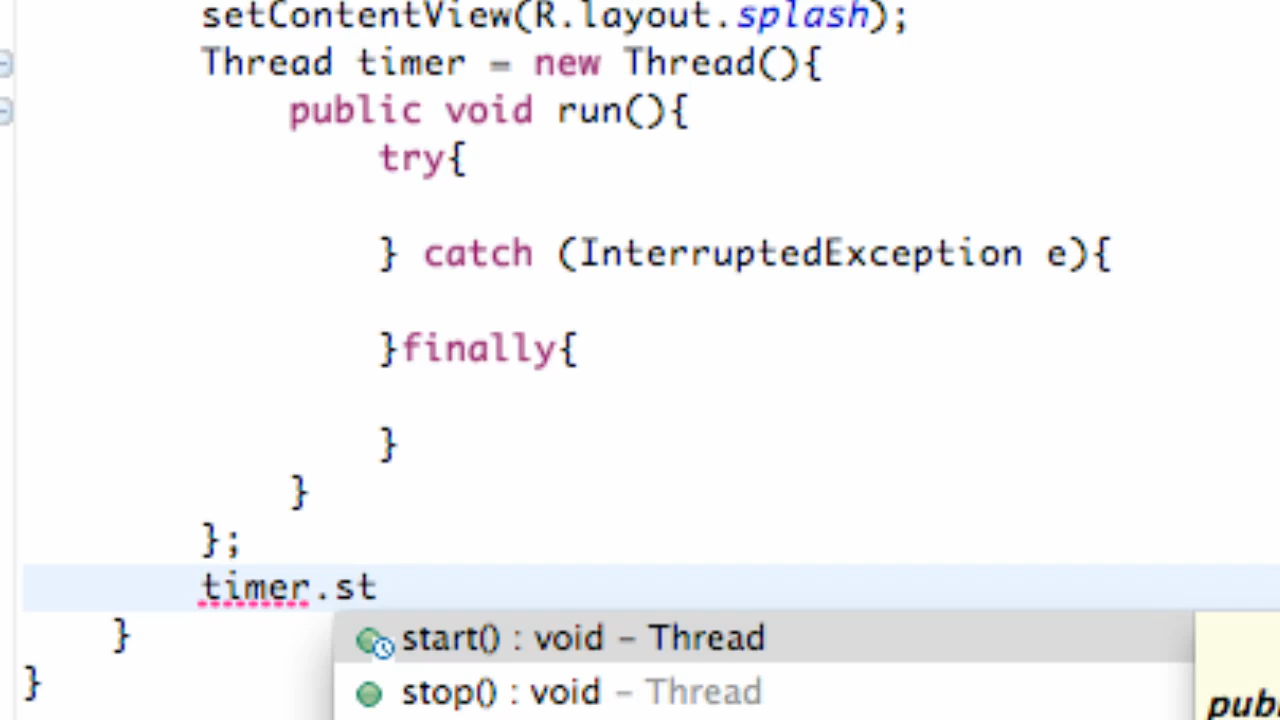 setContentView(R.layout.splash);
Thread timer = new Thread(){
public void run(){
try{
} catch (InterruptedException e){
}finally{
}
}
};
timer.st
}
}
start() : void – Thread
stop() : void – Thread